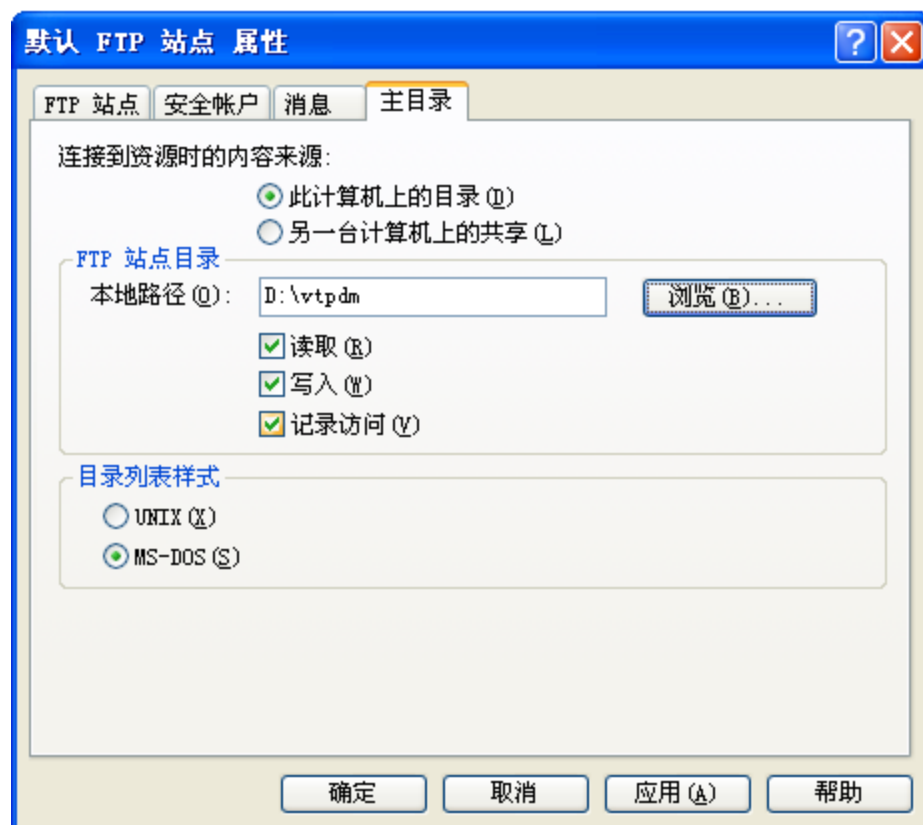 默认 FTP 站点 属性
FTP 站点 安全帐户 消息 主目录
连接到资源时的内容来源:
此计算机上的目录(D)
另一台计算机上的共享(L)
FTP 站点目录
本地路径(O): D:\vtpdm 浏览(B)...
读取(R)
写入(W)
记录访问(V)
目录列表样式
UNIX(X)
MS-DOS(S)
确定 取消 应用(A) 帮助